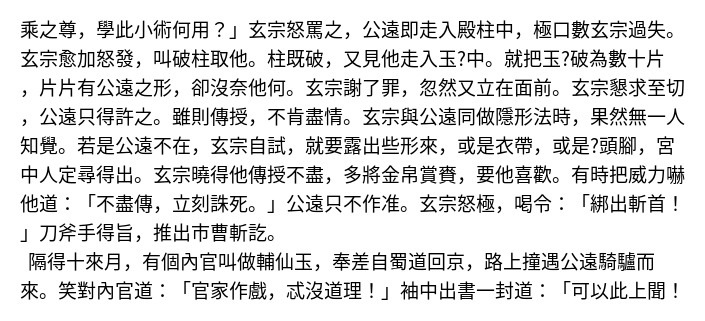 乘之尊，學此小術何用？」玄宗怒罵之，公遠即走入殿柱中，極口數玄宗過失。
玄宗愈加怒發，叫破柱取他。柱既破，又見他走入玉?中。就把玉?破為數十片
，片片有公遠之形，卻沒奈他何。玄宗謝了罪，忽然又立在面前。玄宗懇求至切
，公遠只得許之。雖則傳授，不肯盡情。玄宗與公遠同做隱形法時，果然無一人
知覺。若是公遠不在，玄宗自試，就要露出些形來，或是衣帶，或是?頭腳，宮
中人定尋得出。玄宗曉得他傳授不盡，多將金帛賞賚，要他喜歡。有時把威力嚇
他道：「不盡傳，立刻誅死。」公遠只不作准。玄宗怒極，喝令：「綁出斬首！
」刀斧手得旨，推出市曹斬訖。
隔得十來月，有個內官叫做輔仙玉，奉差自蜀道回京，路上撞遇公遠騎驢而
來。笑對內官道：「官家作戲，忒沒道理！」袖中出書一封道：「可以此上聞！